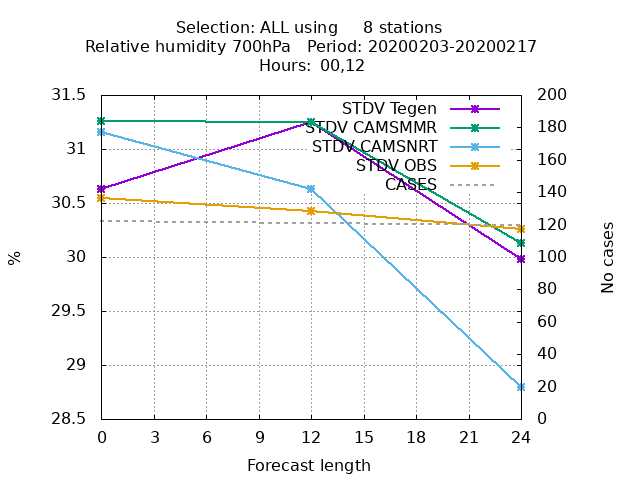 Selection: ALL using     8 stations
Relative humidity 700hPa   Period: 20200203-20200217
Hours: 00,12
31.5
31
30.5
30
29.5
29
28.5
%
STDV Tegen
STDV CAMSMMR
STDV CAMSNRT
STDV OBS
CASES
200
180
160
140
120
100
80
60
40
20
0
No cases
0 3 6 9 12 15 18 21 24
Forecast length